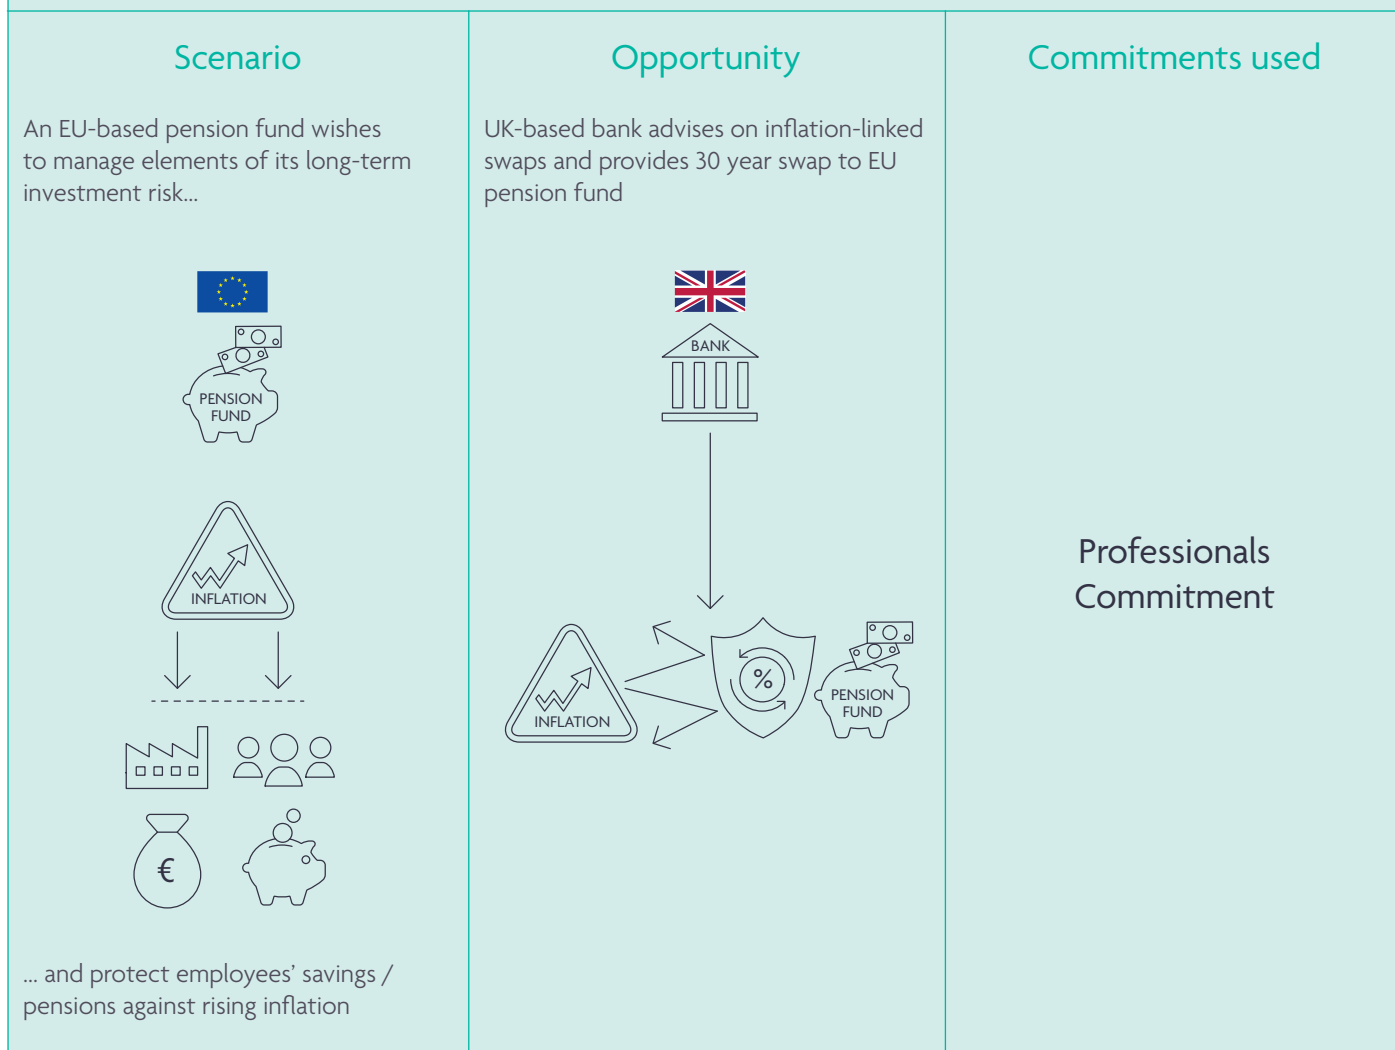 Scenario
An EU-based pension fund wishes
to manage elements of its long-term
investment risk...
PENSION
FUND
INFLATION
€
... and protect employees’ savings /
pensions against rising inflation
Opportunity
UK-based bank advises on inflation-linked
swaps and provides 30 year swap to EU
pension fund
BANK
INFLATION
%
PENSION
FUND
Commitments used
Professionals
Commitment